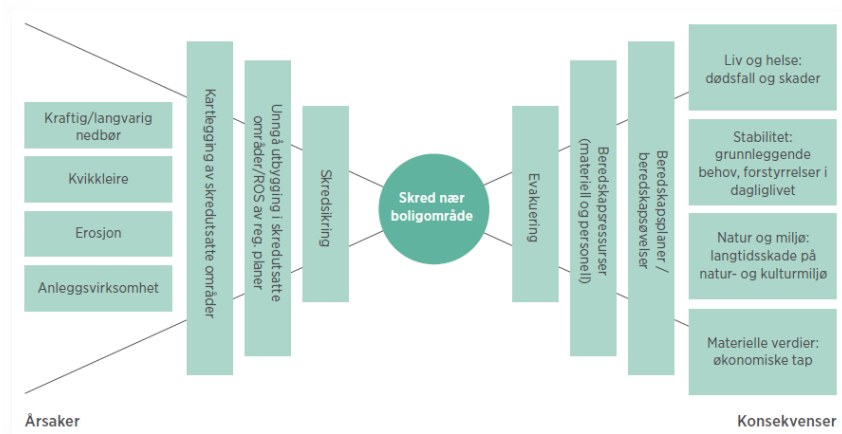 Kraftig/langvarig
nedbør
Kvikkleire
Erosjon
Anleggsvirksomhet
Kartlegging av skredutsatte områder
Unngå utbygging i skredutsatte
områder/ROS av reg. planer
Skredsikring
Skred nær
boligområde
Evakuering
Beredskapsressurser
(materiell og personell)
Beredskapsplaner /
beredskapsøvelser
Liv og helse:
dødsfall og skader
Stabilitet:
grunnleggende
behov, forstyrrelser i
dagliglivet
Natur og miljø:
langtidsskade på
natur- og kulturmiljø
Materielle verdier:
økonomiske tap
Årsaker
Konsekvenser